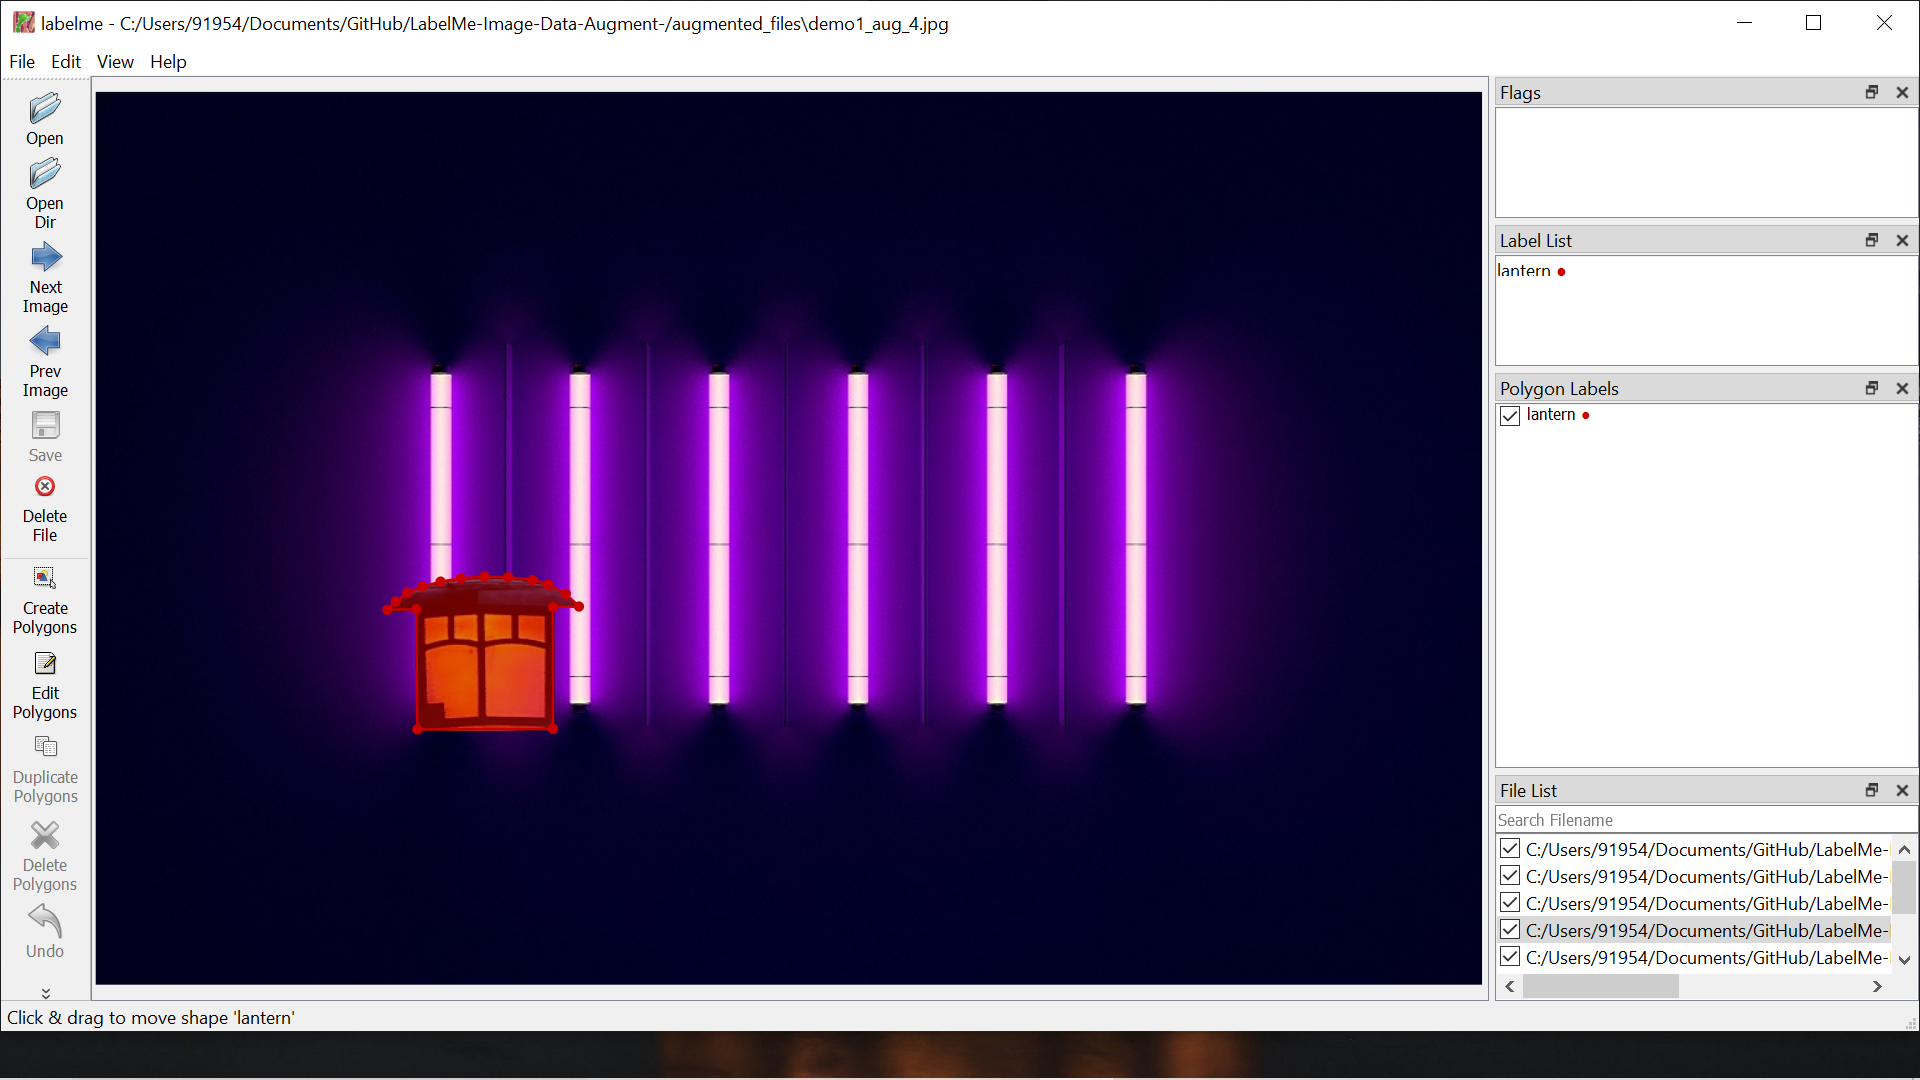 labelme - C:/Users/91954/Documents/GitHub/LabelMe-Image-Data-Augment-/augmented_files\demo1_aug_4.jpg
File Edit View Help
Open
Open
Dir
Next
Image
Prev
Image
Save
Delete
File
Create
Polygons
Edit
Polygons
Duplicate
Polygons
Delete
Polygons
Undo
Flags
Label List
lantern
Polygon Labels
lantern
File List
Search Filename
C:/Users/91954/Documents/GitHub/LabelMe-
C:/Users/91954/Documents/GitHub/LabelMe-
C:/Users/91954/Documents/GitHub/LabelMe-
C:/Users/91954/Documents/GitHub/LabelMe-
C:/Users/91954/Documents/GitHub/LabelMe-
Click & drag to move shape 'lantern'